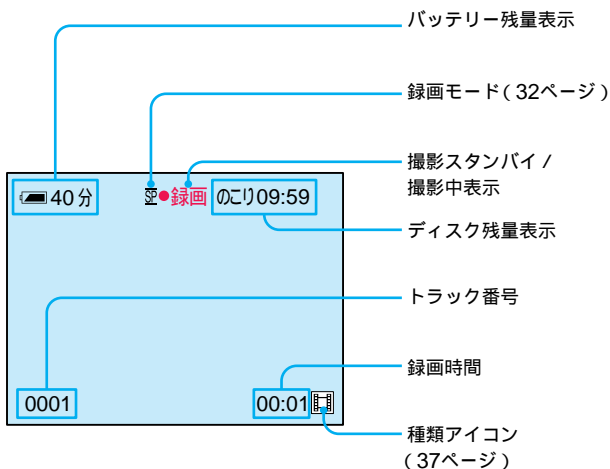 バッテリー残量表示
録画モード(32ページ)
撮影スタンバイ/
撮影中表示
40分
SP●録画
のこり09:59
ディスク残量表示
トラック番号
録画時間
0001
00:01
種類アイコン
(37ページ)